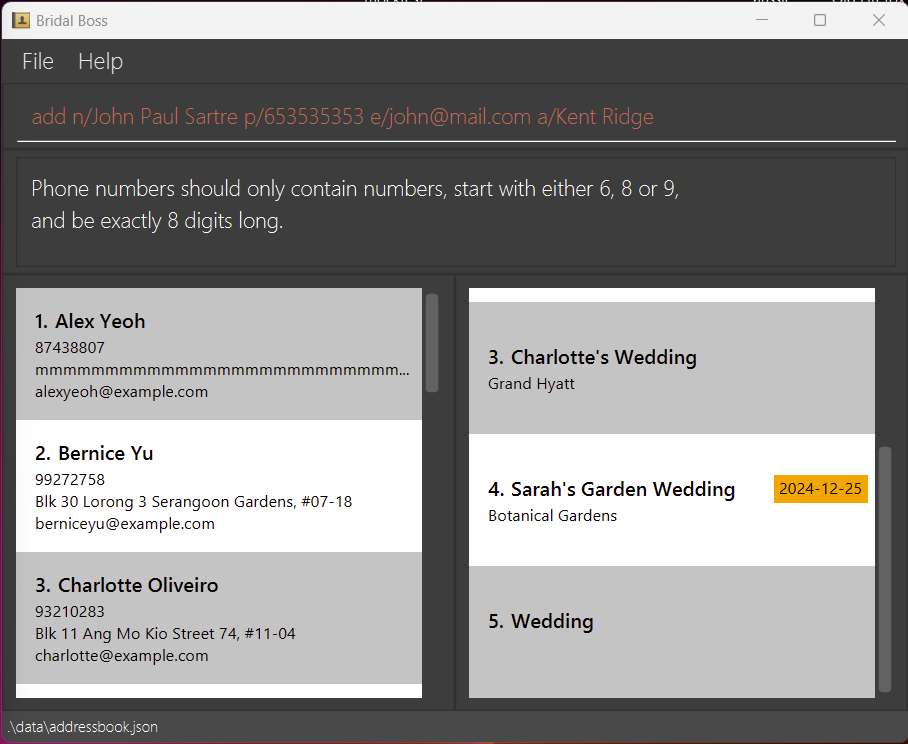 Bridal Boss
File Help
add n/John Paul Sartre p/653535353 e/john@mail.com a/Kent Ridge
Phone numbers should only contain numbers, start with either 6, 8 or 9,
and be exactly 8 digits long.
1. Alex Yeoh
87438807
mmmmmmmmmmmmmmmmmmmmmmmmmm...
alexyeoh@example.com
2. Bernice Yu
99272758
Blk 30 Lorong 3 Serangoon Gardens, #07-18
berniceyu@example.com
3. Charlotte Oliveiro
93210283
Blk 11 Ang Mo Kio Street 74, #11-04
charlotte@example.com
3. Charlotte's Wedding
Grand Hyatt
4. Sarah's Garden Wedding 2024-12-25
Botanical Gardens
5. Wedding
.\data\addressbook.json